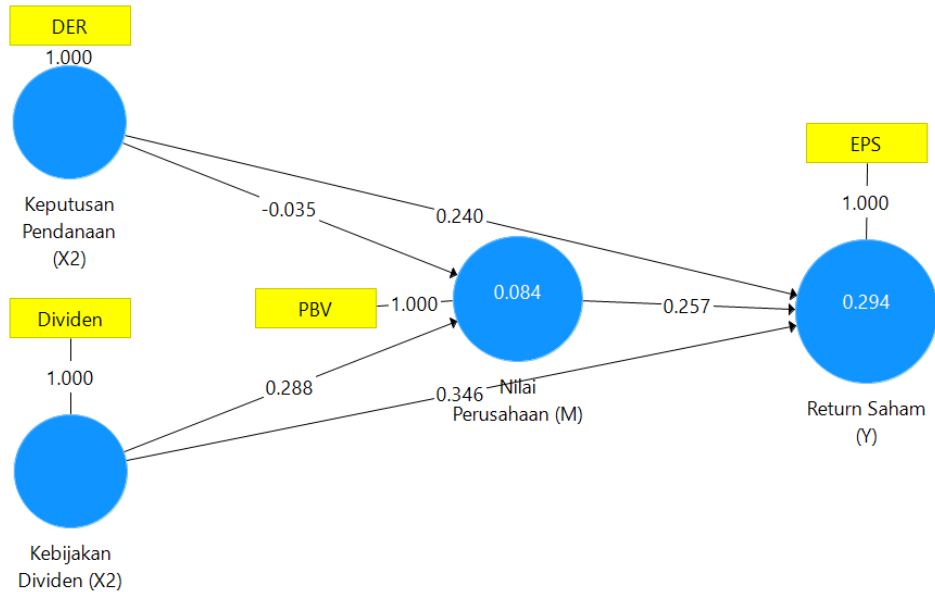 DER
1.000
Keputusan
Pendanaan
(X2)
-0.035
0.240
EPS
1.000
0.084
0.257
0.294
PBV
1.000
Dividen
1.000
0.288
0.346
Nilai
Perusahaan (M)
Return Saham
(Y)
Kebijakan
Dividen (X2)